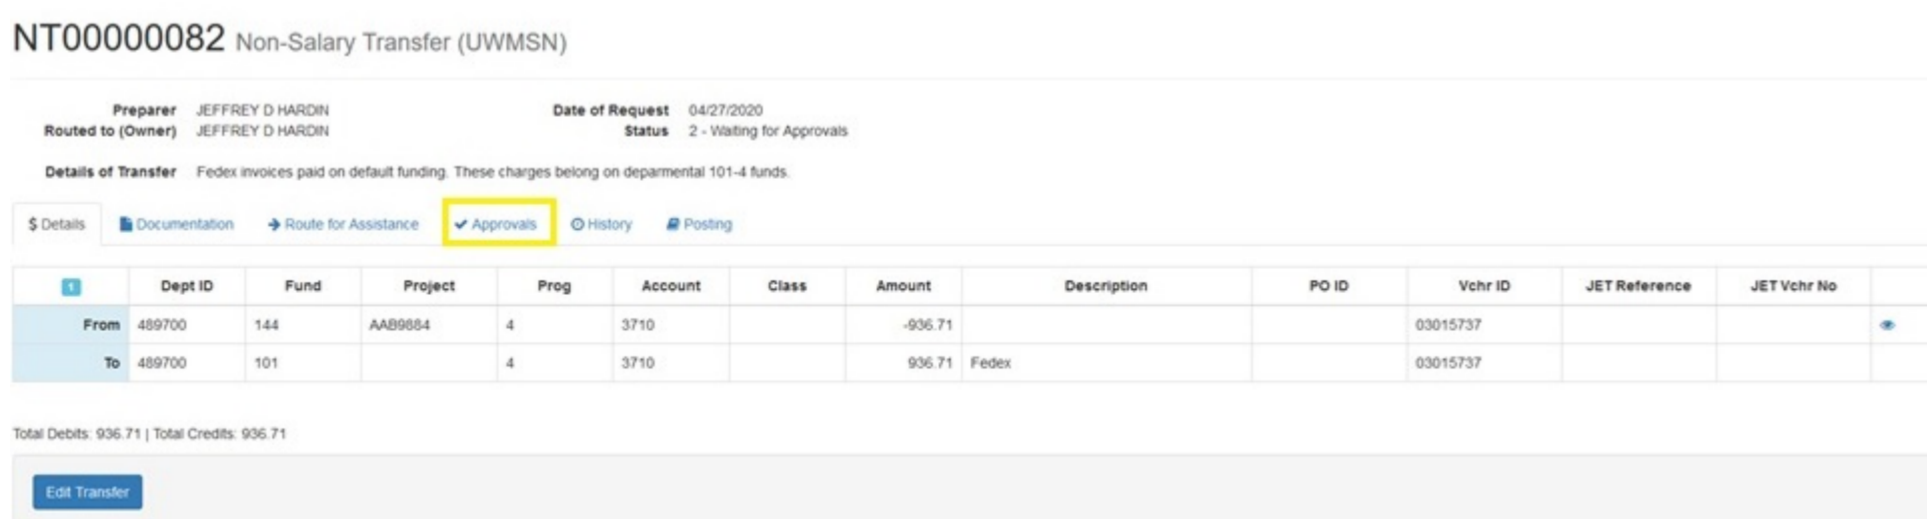 NT00000082 Non-Salary Transfer (UWMSN)
Preparer JEFFREY D HARDIN Date of Request 04/27/2020
Routed to (Owner) JEFFREY D HARDIN Status 2 - Waiting for Approvals
Details of Transfer Fedex invoices paid on default funding. These charges belong on deparmental 101-4 funds.
$ Details Documentation Route for Assistance Approvals History Posting
1 Dept ID Fund Project Prog Account Class Amount Description PO ID Vchr ID JET Reference JET Vchr No
From 489700 144 AAB9884 4 3710 -936.71 03015737
To 489700 101 4 3710 936.71 Fedex 03015737
Total Debits: 936.71 | Total Credits: 936.71
Edit Transfer